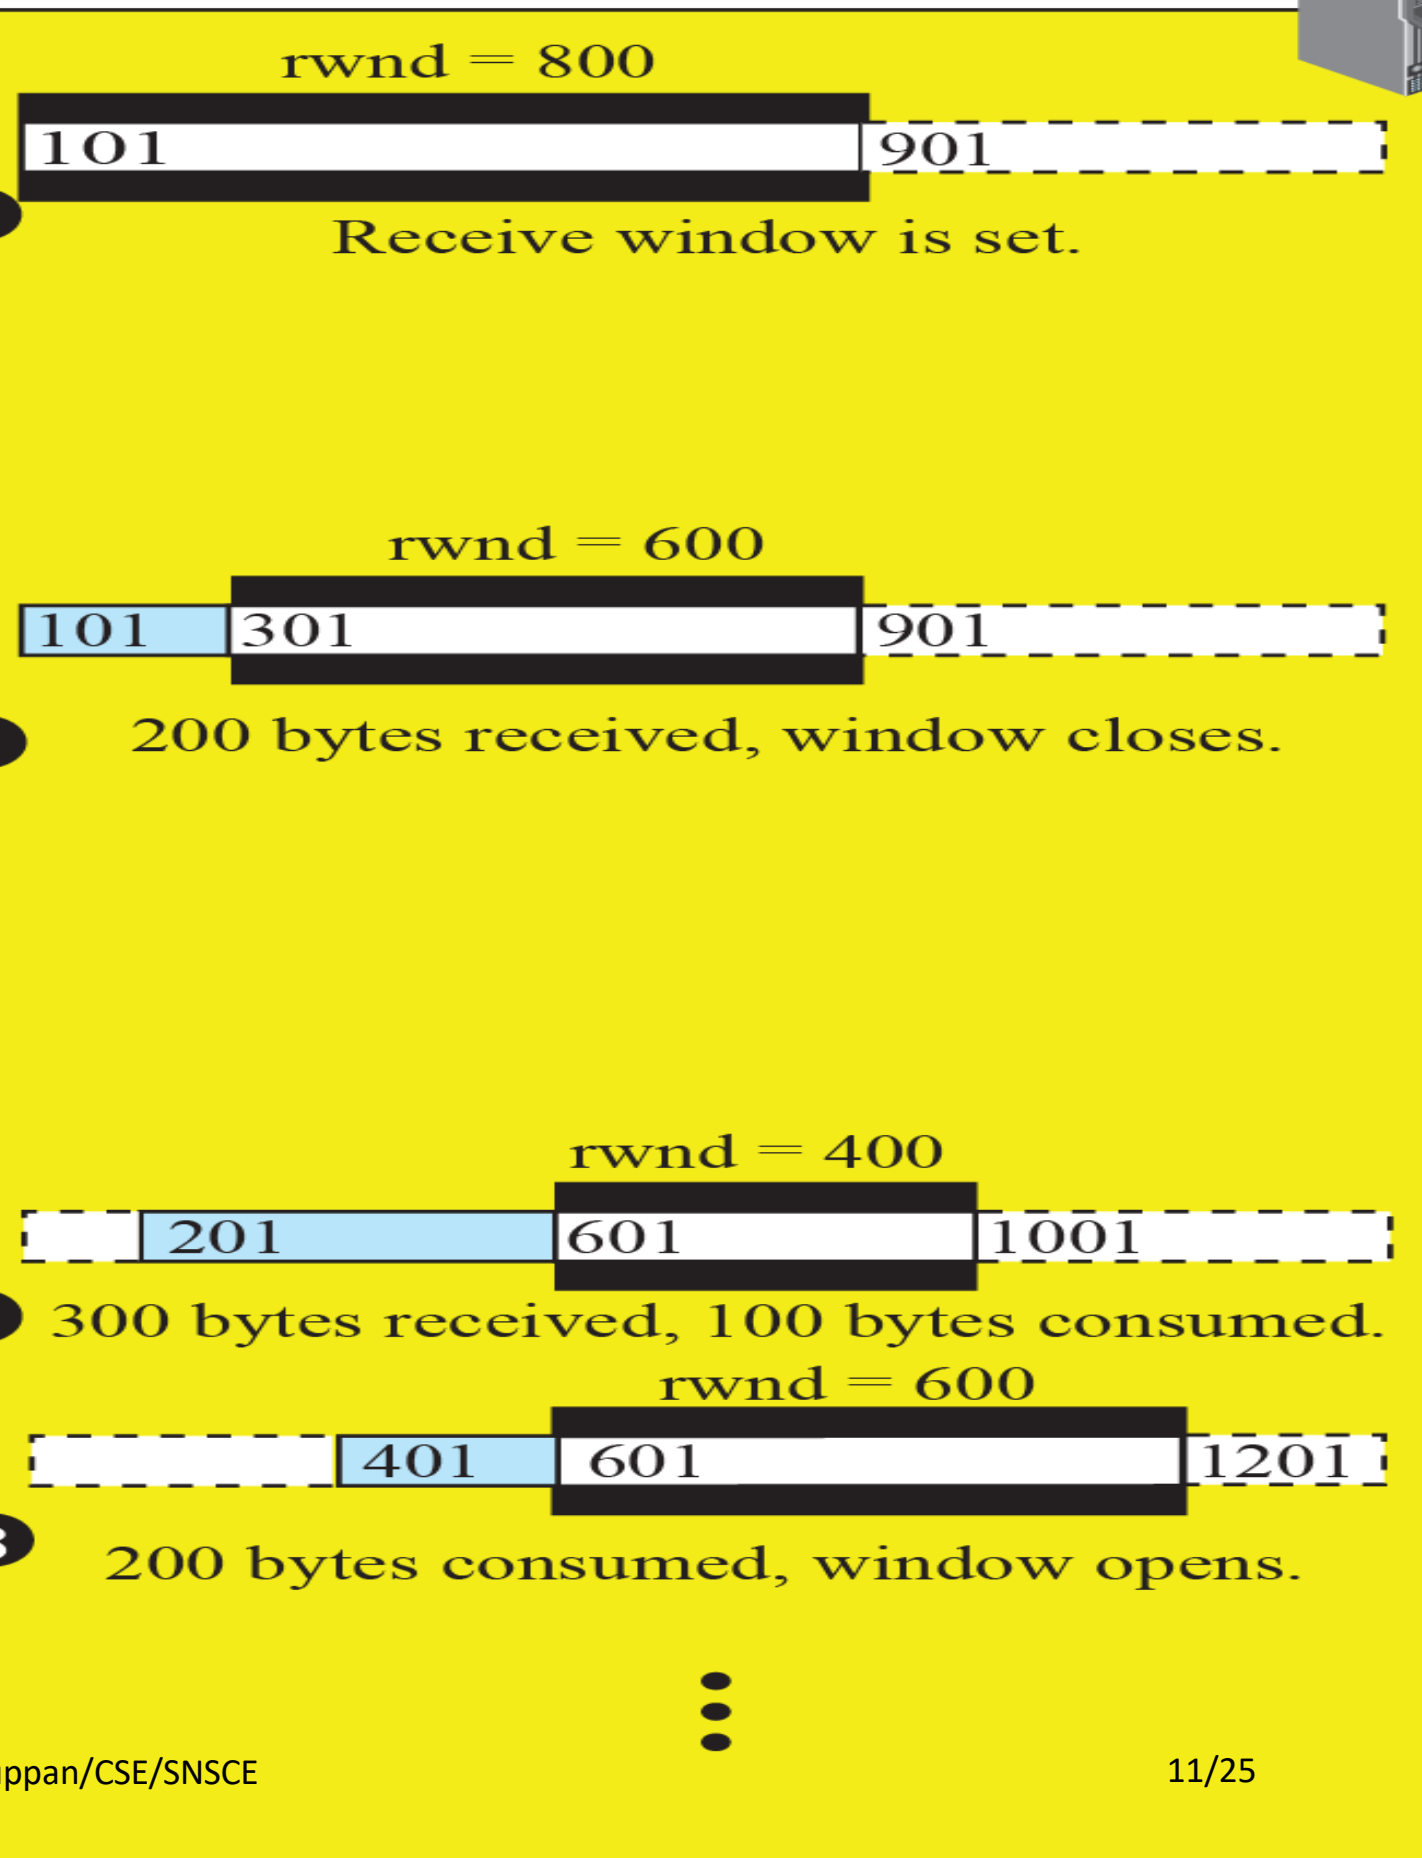 rwnd = 800
101 901
Receive window is set.
rwnd = 600
101 301 901
200 bytes received, window closes.
rwnd = 400
201 601 1001
300 bytes received, 100 bytes consumed.
rwnd = 600
401 601 1201
200 bytes consumed, window opens.
/CSE/SNSCE 11/25